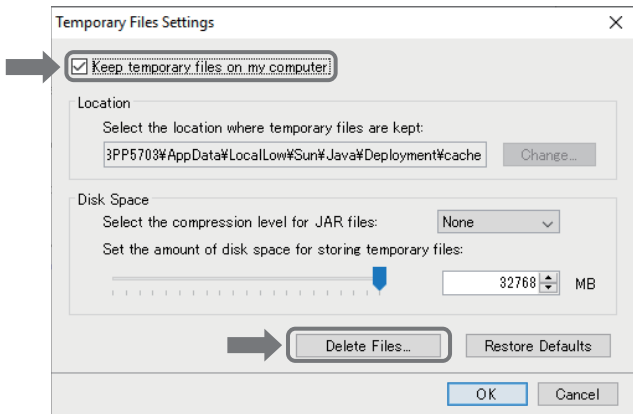 Temporary Files Settings
Keep temporary files on my computer
Location
Select the location where temporary files are kept:
3PP5703¥AppData¥LocalLow¥Sun¥Java¥Deployment¥cache
Change...
Disk Space
Select the compression level for JAR files:
None
Set the amount of disk space for storing temporary files:
32768
MB
Delete Files...
Restore Defaults
OK
Cancel